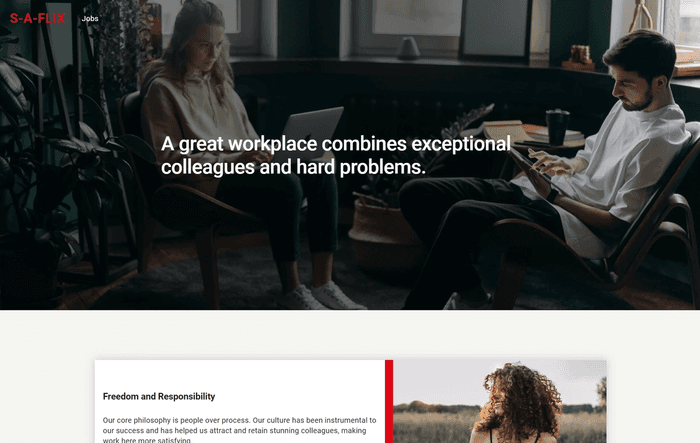 S-A-FLIX
Jobs
A great workplace combines exceptional
colleagues and hard problems.
Freedom and Responsibility
Our core philosophy is people over process. Our culture has been instrumental to
our success and has helped us attract and retain stunning colleagues, making
work here more satisfying.